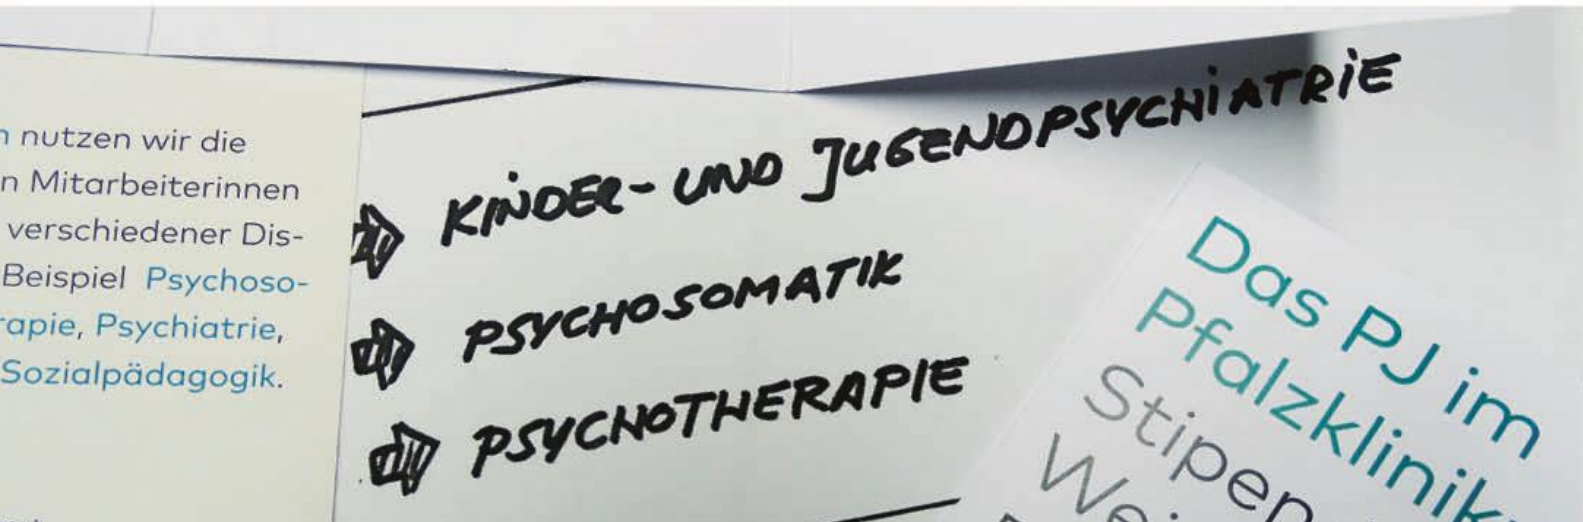 nutzen wir die
Mitarbeiterinnen
verschiedener Dis-
Beispiel Psychoso-
rapie, Psychiatrie,
Sozialpädagogik.
KINDER- UND JUGENDPSYCHIATRIE
PSYCHOSOMATIK
PSYCHOTHERAPIE
Das PJ im
Pfalzklinik
Stipen
Wei